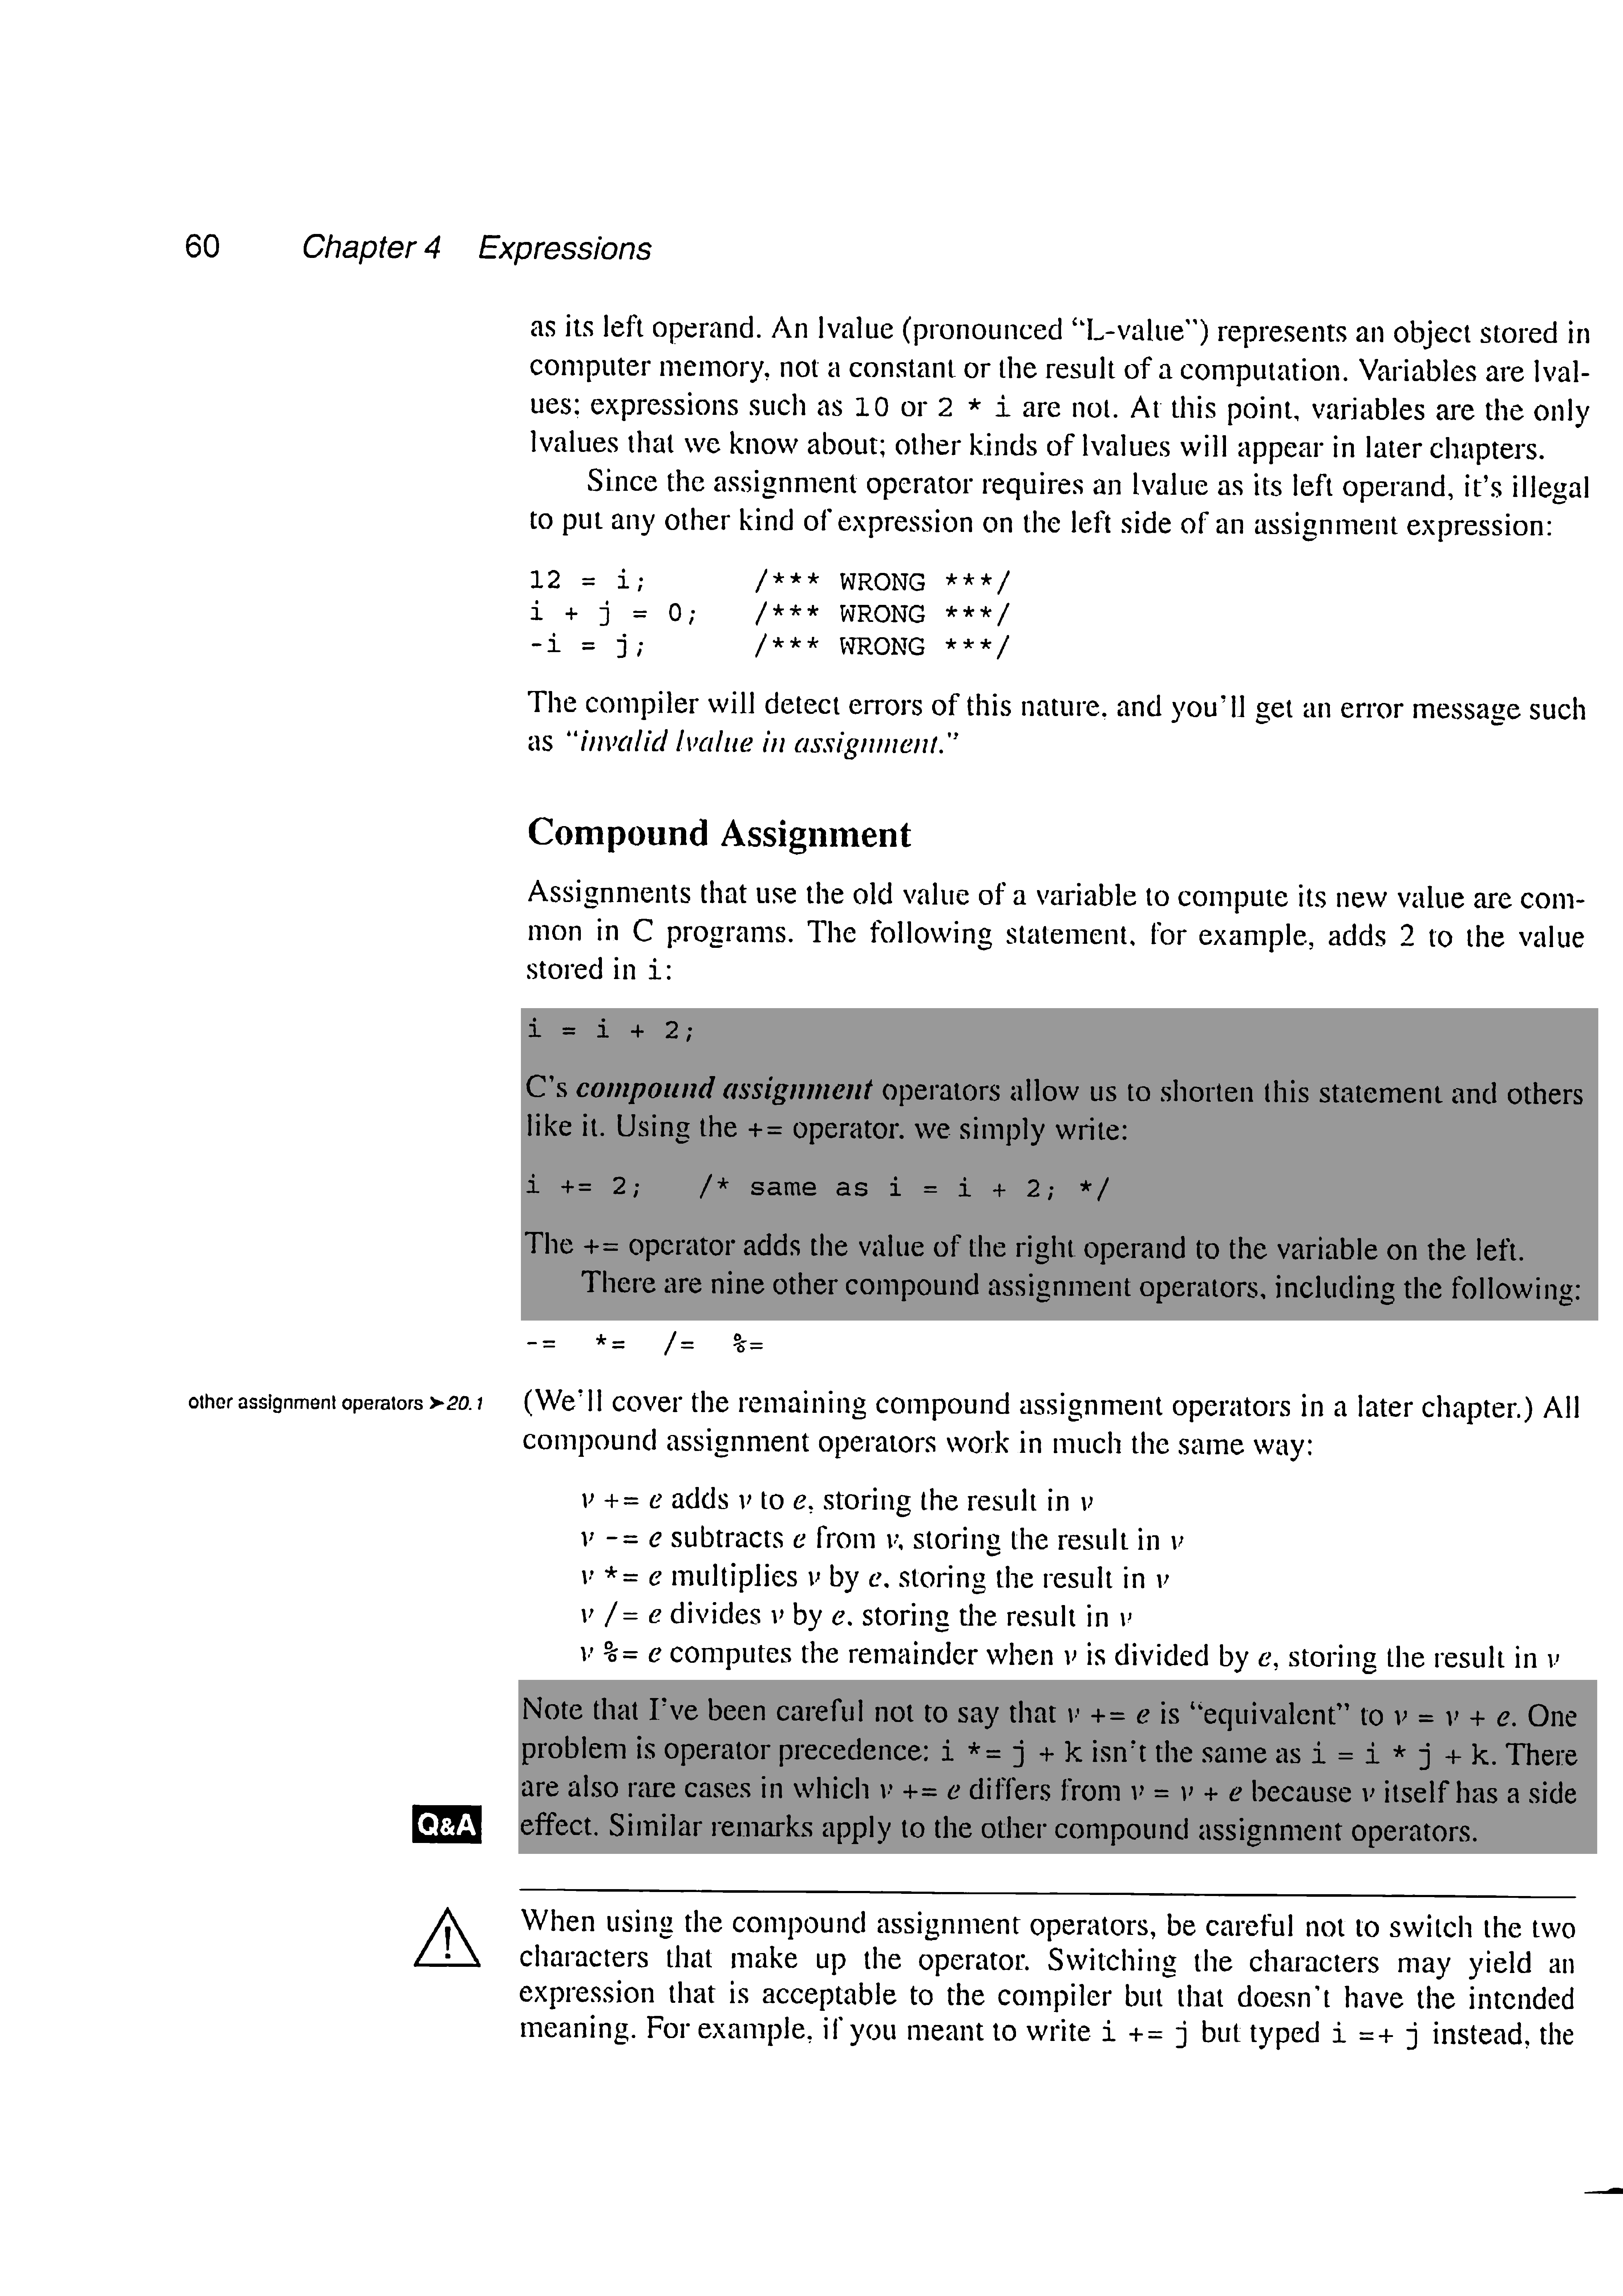 60 Chapter 4 Expressions
as its left operand. An lvalue (pronounced “L-value”) represents an object stored in
computer memory, not a constant or the result of a computation. Variables are lval-
ues; expressions such as 10 or 2 * i are not. At this point, variables are the only
lvalues that we know about; other kinds of lvalues will appear in later chapters.
Since the assignment operator requires an lvalue as its left operand, it’s illegal
to put any other kind of expression on the left side of an assignment expression:
12 = i; /*** WRONG ***/
i + j = 0; /*** WRONG ***/
-i = j; /*** WRONG ***/
The compiler will detect errors of this nature, and you’ll get an error message such
as “invalid lvalue in assignment.”
Compound Assignment
Assignments that use the old value of a variable to compute its new value are com-
mon in C programs. The following statement, for example, adds 2 to the value
stored in i:
i = i + 2;
C’s compound assignment operators allow us to shorten this statement and others
like it. Using the += operator, we simply write:
i += 2; /* same as i = i + 2; */
The += operator adds the value of the right operand to the variable on the left.
There are nine other compound assignment operators, including the following:
-= *= /= %=
other assignment operators ➤20.1 (We’ll cover the remaining compound assignment operators in a later chapter.) All
compound assignment operators work in much the same way:
v += e adds v to e, storing the result in v
v -= e subtracts e from v, storing the result in v
v *= e multiplies v by e, storing the result in v
v /= e divides v by e, storing the result in v
v %= e computes the remainder when v is divided by e, storing the result in v
Note that I’ve been careful not to say that v += e is “equivalent” to v = v + e. One
problem is operator precedence: i *= j + k isn’t the same as i = i * j + k. There
are also rare cases in which v += e differs from v = v + e because v itself has a side
Q&A effect. Similar remarks apply to the other compound assignment operators.
When using the compound assignment operators, be careful not to switch the two
characters that make up the operator. Switching the characters may yield an
expression that is acceptable to the compiler but that doesn’t have the intended
meaning. For example, if you meant to write i += j but typed i =+ j instead, the